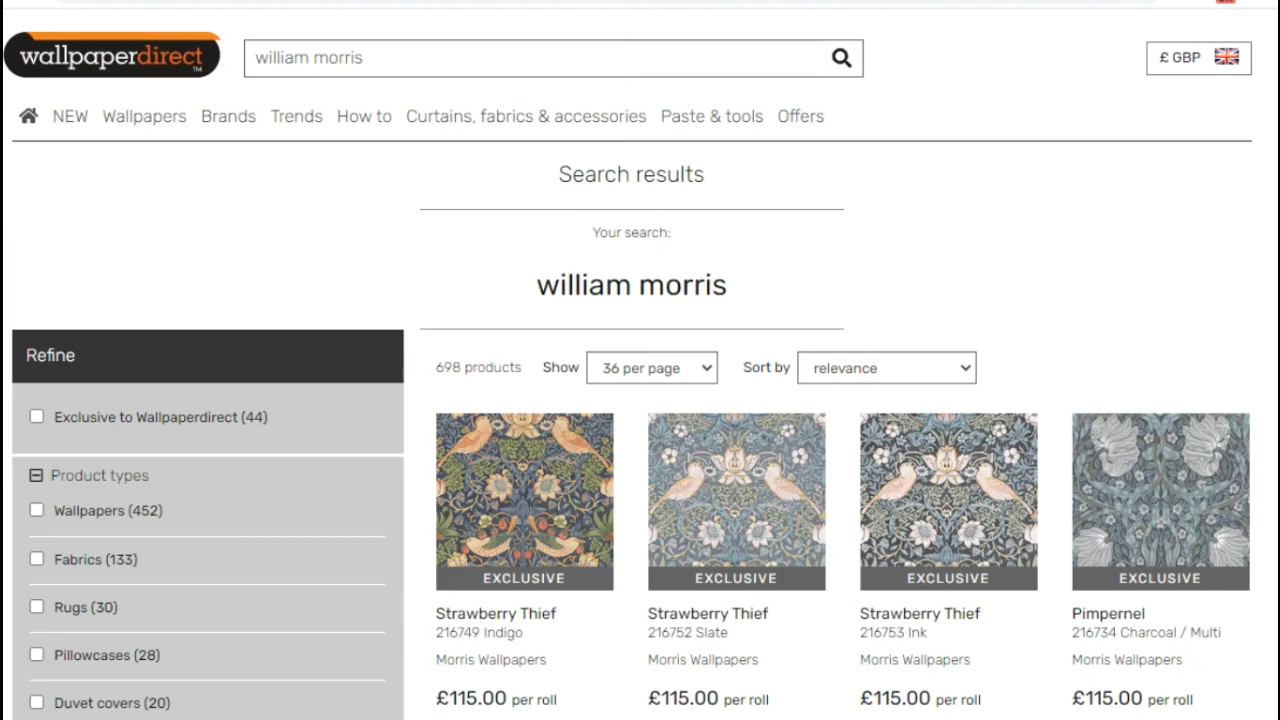 wallpaperdirect™
william morris
£ GBP
NEW Wallpapers Brands Trends How to Curtains, fabrics & accessories Paste & tools Offers
Search results
Your search:
william morris
Refine
Exclusive to Wallpaperdirect (44)
Product types
Wallpapers (452)
Fabrics (133)
Rugs (30)
Pillowcases (28)
Duvet covers (20)
698 products Show 36 per page Sort by relevance
EXCLUSIVE EXCLUSIVE EXCLUSIVE EXCLUSIVE
Strawberry Thief Strawberry Thief Strawberry Thief Pimpernel
216749 Indigo 216752 Slate 216753 Ink 216734 Charcoal / Multi
Morris Wallpapers Morris Wallpapers Morris Wallpapers Morris Wallpapers
£115.00 per roll £115.00 per roll £115.00 per roll £115.00 per roll